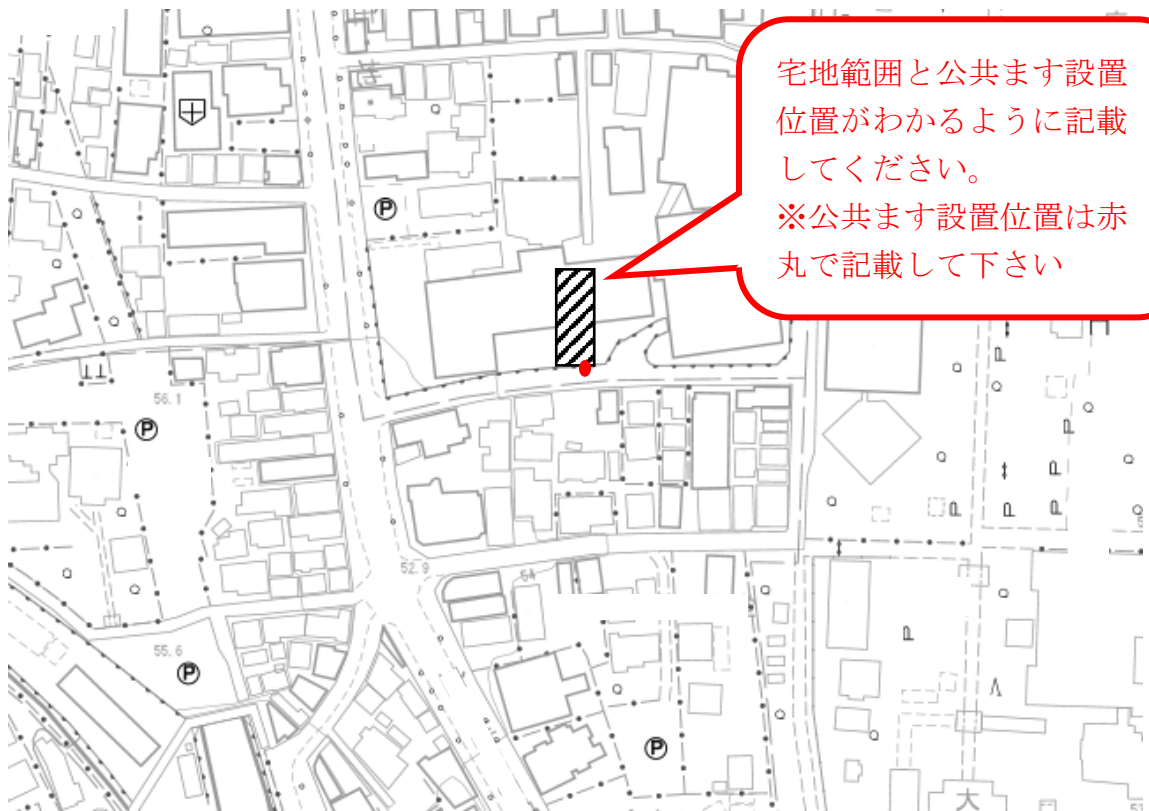 宅地範囲と公共ます設置
位置がわかるように記載
してください。
※公共ます設置位置は赤
丸で記載して下さい
P
56.1
P
52.9
54
55.6
P
P
大